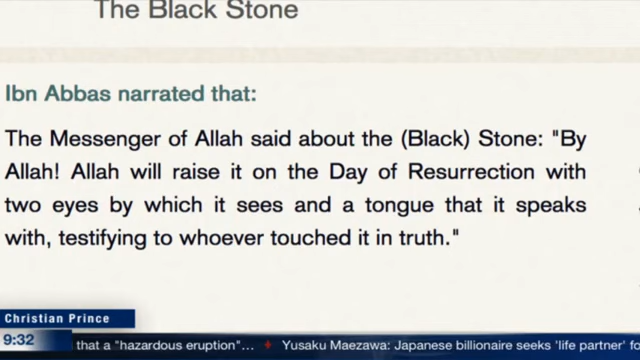 The Black Stone
Ibn Abbas narrated that:
The Messenger of Allah said about the (Black) Stone: "By
Allah! Allah will raise it on the Day of Resurrection with
two eyes by which it sees and a tongue that it speaks
with, testifying to whoever touched it in truth."
Christian Prince
9:32 that a "hazardous eruption"... ♦ Yusaku Maezawa: Japanese billionaire seeks 'life partner' fo